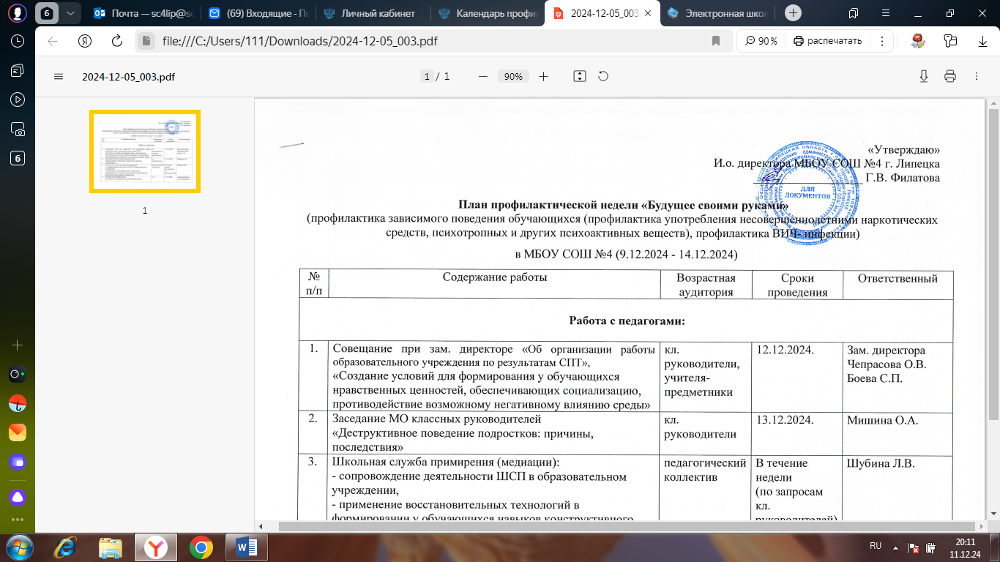 6
Почта — sc4lip@sc
(69) Входящие - По
Личный кабинет
Календарь профил
2024-12-05_003.
Электронная шко
file:///C:/Users/111/Downloads/2024-12-05_003.pdf
90%
распечатать
2024-12-05_003.pdf
1 / 1
90%
6
1
«Утверждаю»
И.о. директора МБОУ СОШ №4 г. Липецка
Г.В. Филатова
ДЛЯ
ДОКУМЕНТОВ
План профилактической недели «Будущее своими руками»
(профилактика зависимого поведения обучающихся (профилактика употребления несовершеннолетними наркотических
средств, психотропных и других психоактивных веществ), профилактика ВИЧ- инфекции)
в МБОУ СОШ №4 (9.12.2024 - 14.12.2024)
№
п/п
Содержание работы
Возрастная
аудитория
Сроки
проведения
Ответственный
Работа с педагогами:
1.
Совещание при зам. директоре «Об организации работы
образовательного учреждения по результатам СПТ»,
«Создание условий для формирования у обучающихся
нравственных ценностей, обеспечивающих социализацию,
противодействие возможному негативному влиянию среды»
кл.
руководители,
учителя-
предметники
12.12.2024.
Зам. директора
Чепрасова О.В.
Боева С.П.
2.
Заседание МО классных руководителей
«Деструктивное поведение подростков: причины,
последствия»
кл.
руководители
13.12.2024.
Мишина О.А.
3.
Школьная служба примирения (медиации):
- сопровождение деятельности ШСП в образовательном
учреждении,
- применение восстановительных технологий в
формировании у обучающихся навыков конструктивного
педагогический
коллектив
В течение
недели
(по запросам
кл.
руководителей)
Шубина Л.В.
RU
20:11
11.12.24